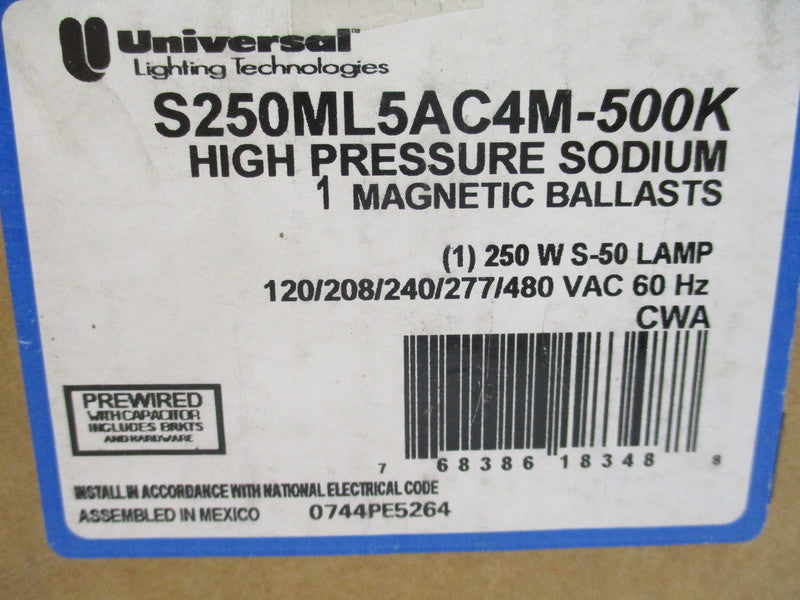 Universal™
Lighting Technologies
S250ML5AC4M-500K
HIGH PRESSURE SODIUM
1 MAGNETIC BALLASTS
(1) 250 W S-50 LAMP
120/208/240/277/480 VAC 60 Hz
CWA
PREWIRED
WITH CAPACITOR
INCLUDES BRKTS
AND HARDWARE
7 68386 18348 8
INSTALL IN ACCORDANCE WITH NATIONAL ELECTRICAL CODE
ASSEMBLED IN MEXICO 0744PE5264